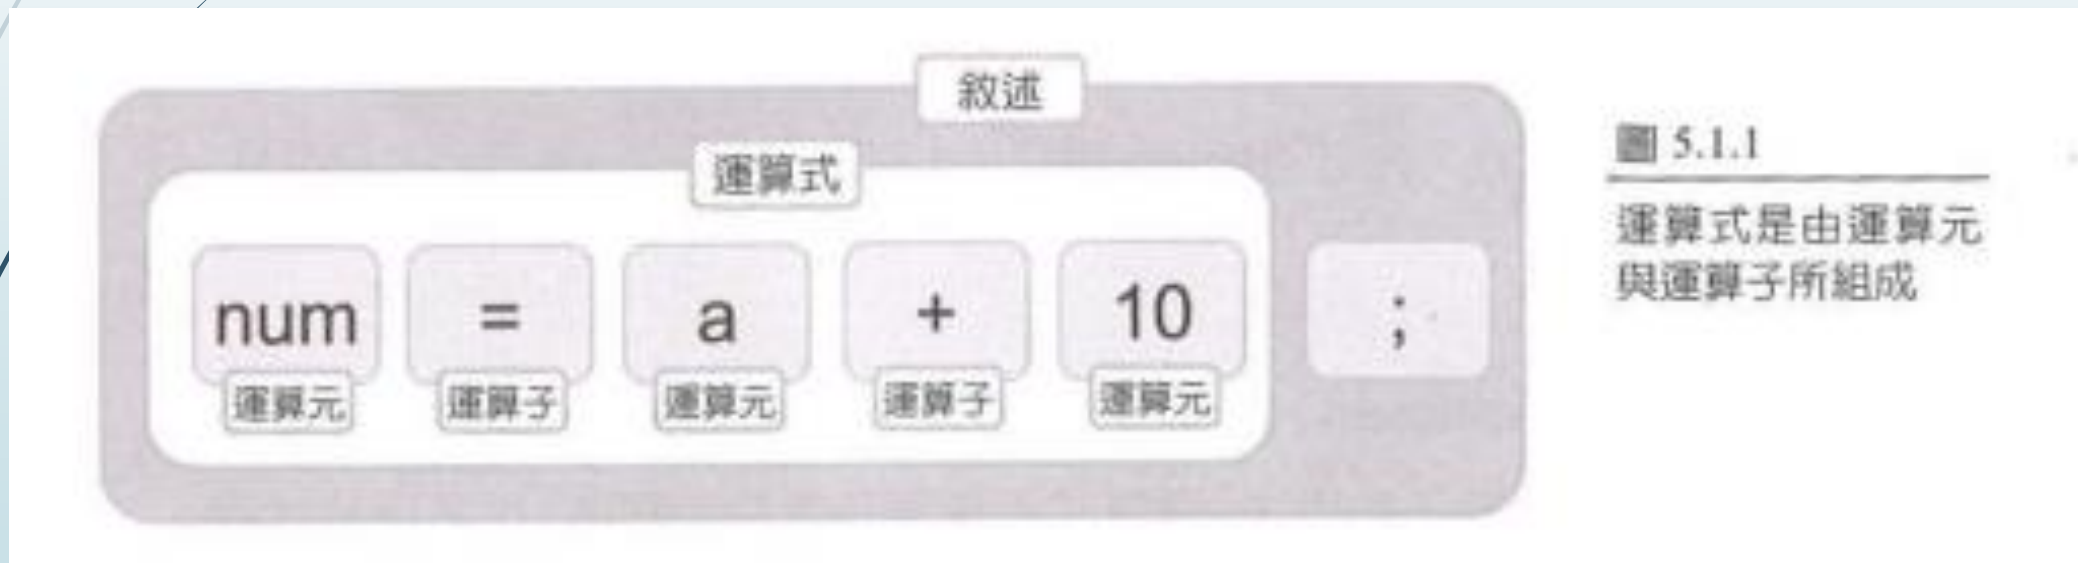 敘述
運算式
num = a + 10 ;
運算元 運算子 運算元 運算子 運算元
圖 5.1.1
運算式是由運算元
與運算子所組成